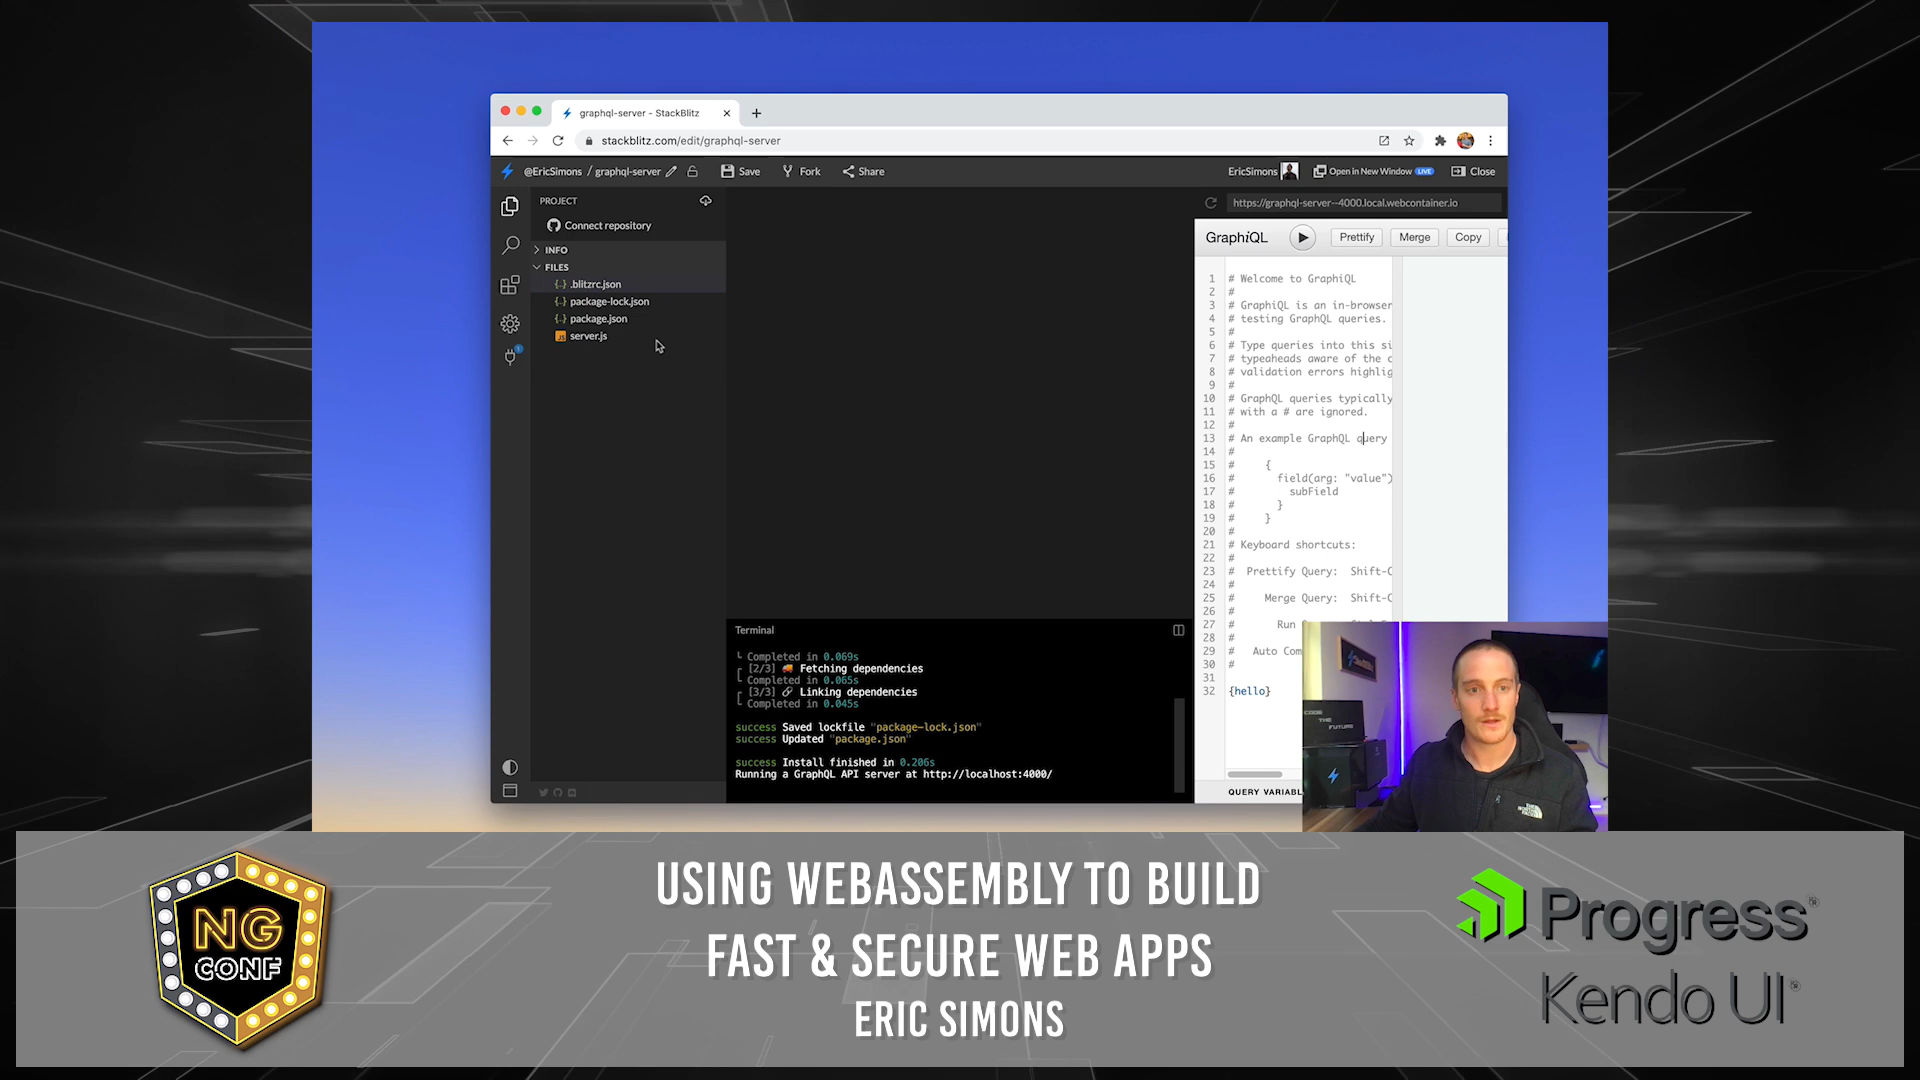 graphql-server - StackBlitz
stackblitz.com/edit/graphql-server
@EricSimons / graphql-server
Save
Fork
Share
EricSimons
Open in New Window LIVE
Close
PROJECT
Connect repository
INFO
FILES
{..} .blitzrc.json
{..} package-lock.json
{..} package.json
JS server.js
1
https://graphql-server--4000.local.webcontainer.io
GraphiQL
Prettify
Merge
Copy
1 # Welcome to GraphiQL
2 #
3 # GraphiQL is an in-browser
4 # testing GraphQL queries.
5 #
6 # Type queries into this si
7 # typeaheads aware of the c
8 # validation errors highlig
9 #
10 # GraphQL queries typically
11 # with a # are ignored.
12 #
13 # An example GraphQL query
14 #
15 # {
16 # field(arg: "value")
17 # subField
18 # }
19 # }
20 #
21 # Keyboard shortcuts:
22 #
23 # Prettify Query: Shift-C
24 #
25 # Merge Query: Shift-C
26 #
27 # Run
28 #
29 # Auto Com
30 #
31
32 {hello}
QUERY VARIABL
Terminal
Completed in 0.069s
[2/3] 🚚 Fetching dependencies
Completed in 0.065s
[3/3] 🔗 Linking dependencies
Completed in 0.045s
success Saved lockfile "package-lock.json"
success Updated "package.json"
success Install finished in 0.206s
Running a GraphQL API server at http://localhost:4000/
CODE
THE
FUTURE
THE
NORTH
FACE
NG
CONF
USING WEBASSEMBLY TO BUILD
FAST & SECURE WEB APPS
ERIC SIMONS
Progress®
Kendo UI®